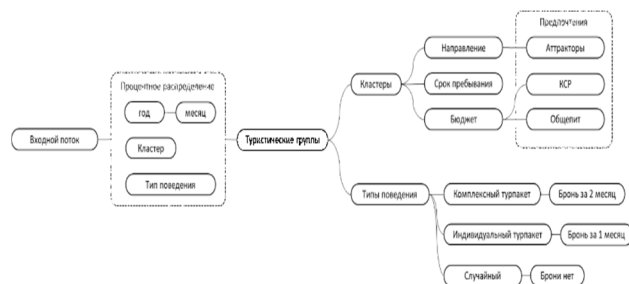 Входной поток
Процентное распределение
год
месяц
Кластер
Тип поведения
Туристические группы
Кластеры
Направление
Срок пребывания
Бюджет
Предпочтения
Аттракторы
КСР
Общепит
Типы поведения
Комплексный турпакет
Бронь за 2 месяц
Индивидуальный турпакет
Бронь за 1 месяц
Случайный
Брони нет